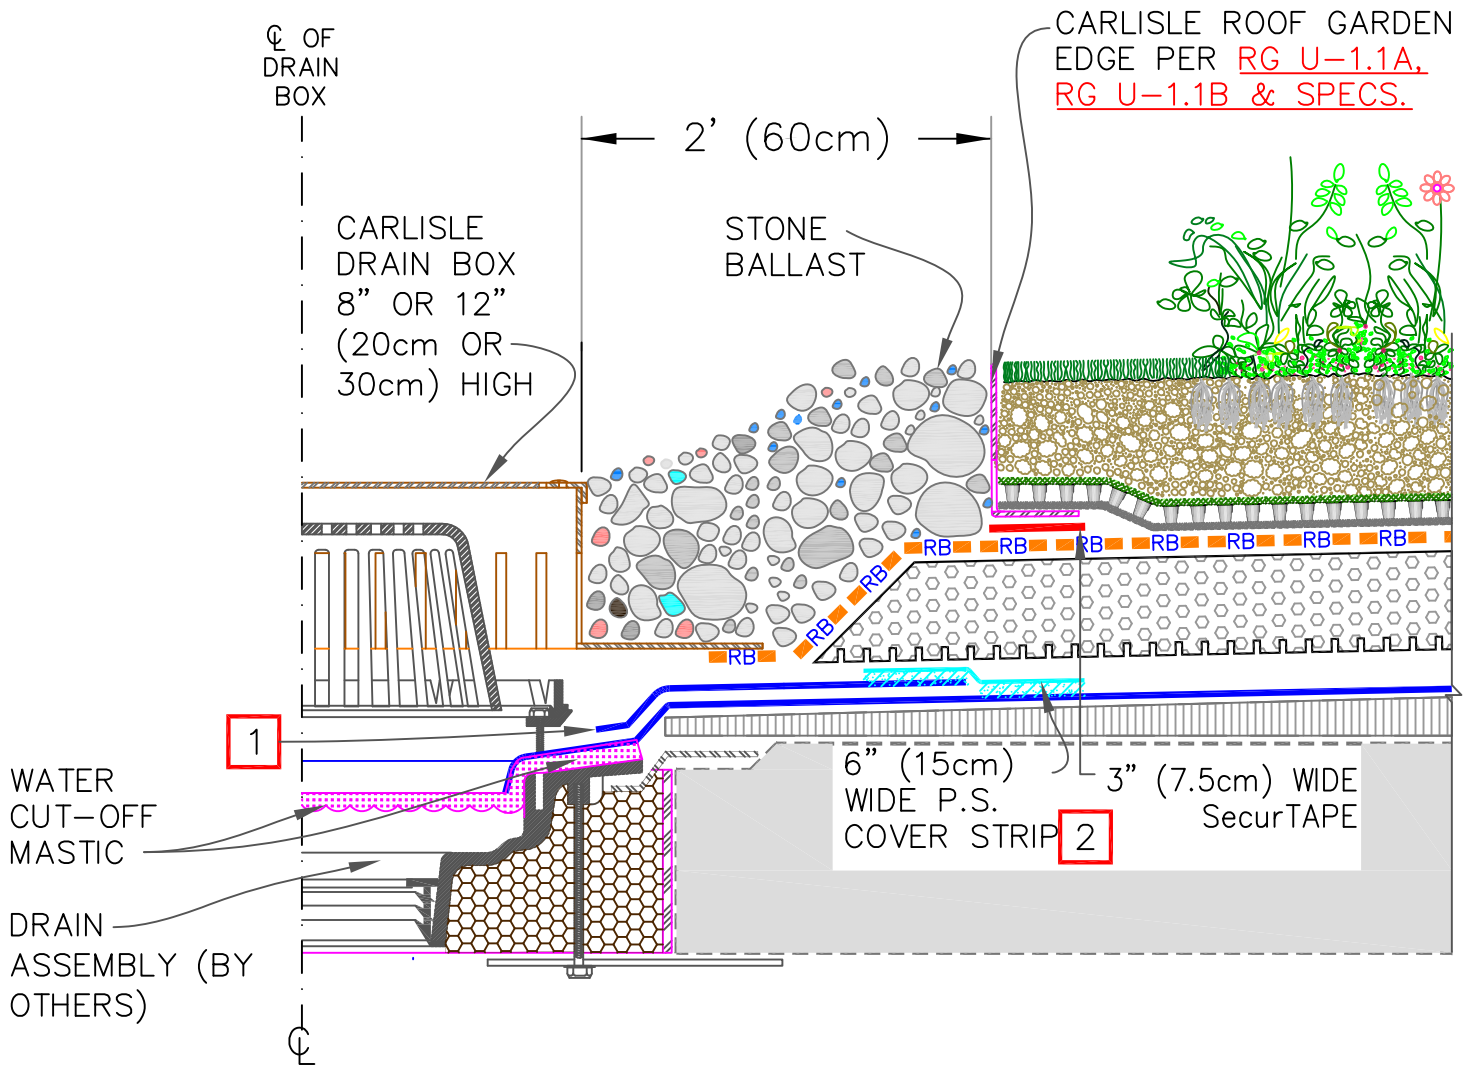 ℄ OF
DRAIN
BOX
CARLISLE ROOF GARDEN
EDGE PER RG U-1.1A,
RG U-1.1B & SPECS.
2' (60cm)
CARLISLE
DRAIN BOX
8" OR 12"
(20cm OR
30cm) HIGH
STONE
BALLAST
RB RB RB RB RB RB RB
RB
RB
RB
1
WATER
CUT-OFF
MASTIC
6" (15cm)
WIDE P.S.
COVER STRIP 2
3" (7.5cm) WIDE
SecurTAPE
DRAIN
ASSEMBLY (BY
OTHERS)
℄